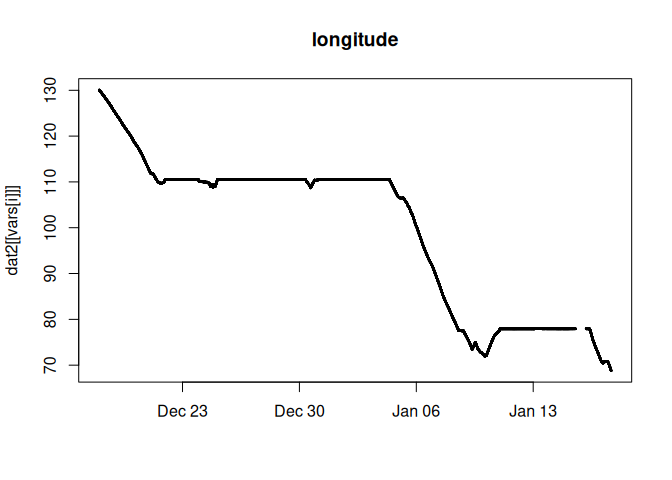 longitude
dat2[[vars[i]]]
130
120
110
100
90
80
70
Dec 23
Dec 30
Jan 06
Jan 13